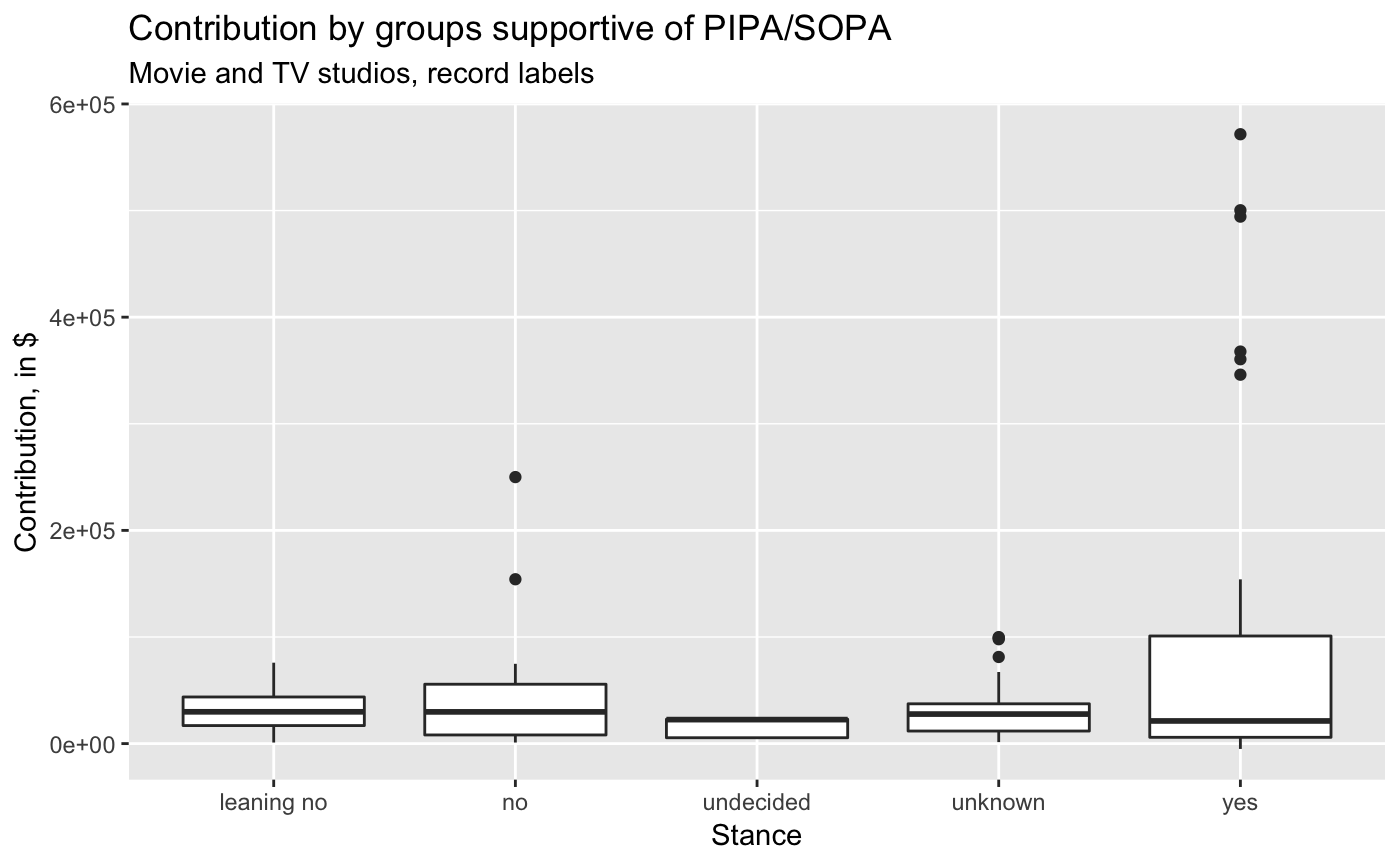 Contribution by groups supportive of PIPA/SOPA
Movie and TV studios, record labels
6e+05
4e+05
2e+05
0e+00
Contribution, in $
leaning no
no
undecided
unknown
yes
Stance